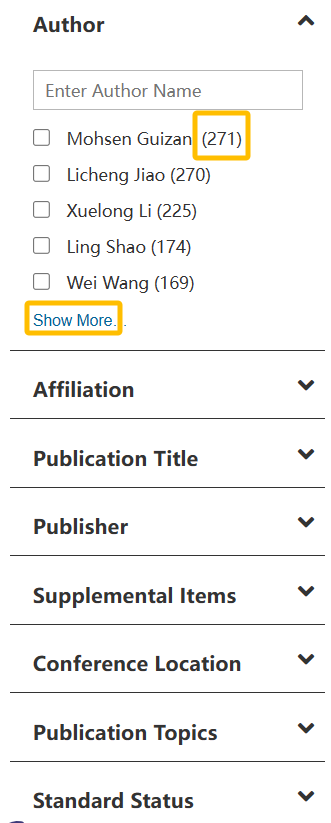 Author
Enter Author Name
Mohsen Guizan (271)
Licheng Jiao (270)
Xuelong Li (225)
Ling Shao (174)
Wei Wang (169)
Show More...
Affiliation
Publication Title
Publisher
Supplemental Items
Conference Location
Publication Topics
Standard Status